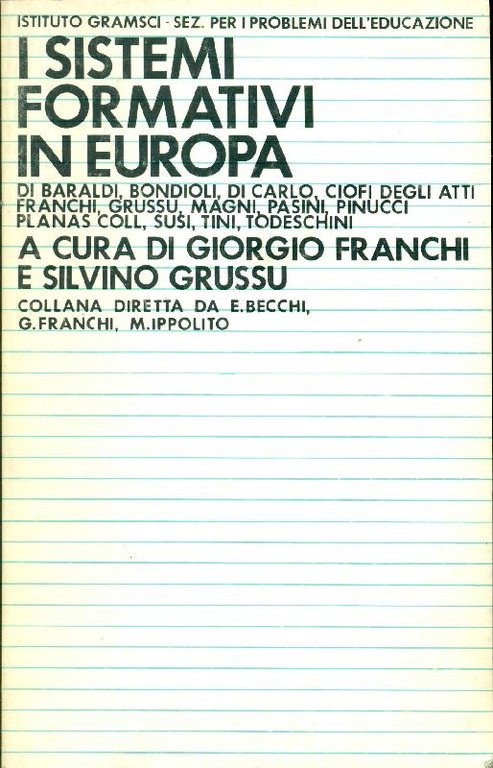 ISTITUTO GRAMSCI - SEZ. PER I PROBLEMI DELL'EDUCAZIONE
I SISTEMI
FORMATIVI
IN EUROPA
DI BARALDI, BONDIOLI, DI CARLO, CIOFI DEGLI ATTI
FRANCHI, GRUSSU, MAGNI, PASINI, PINUCCI
PLANAS COLL, SUSI, TINI, TODESCHINI
A CURA DI GIORGIO FRANCHI
E SILVINO GRUSSU
COLLANA DIRETTA DA E.BECCHI,
G.FRANCHI, M.IPPOLITO